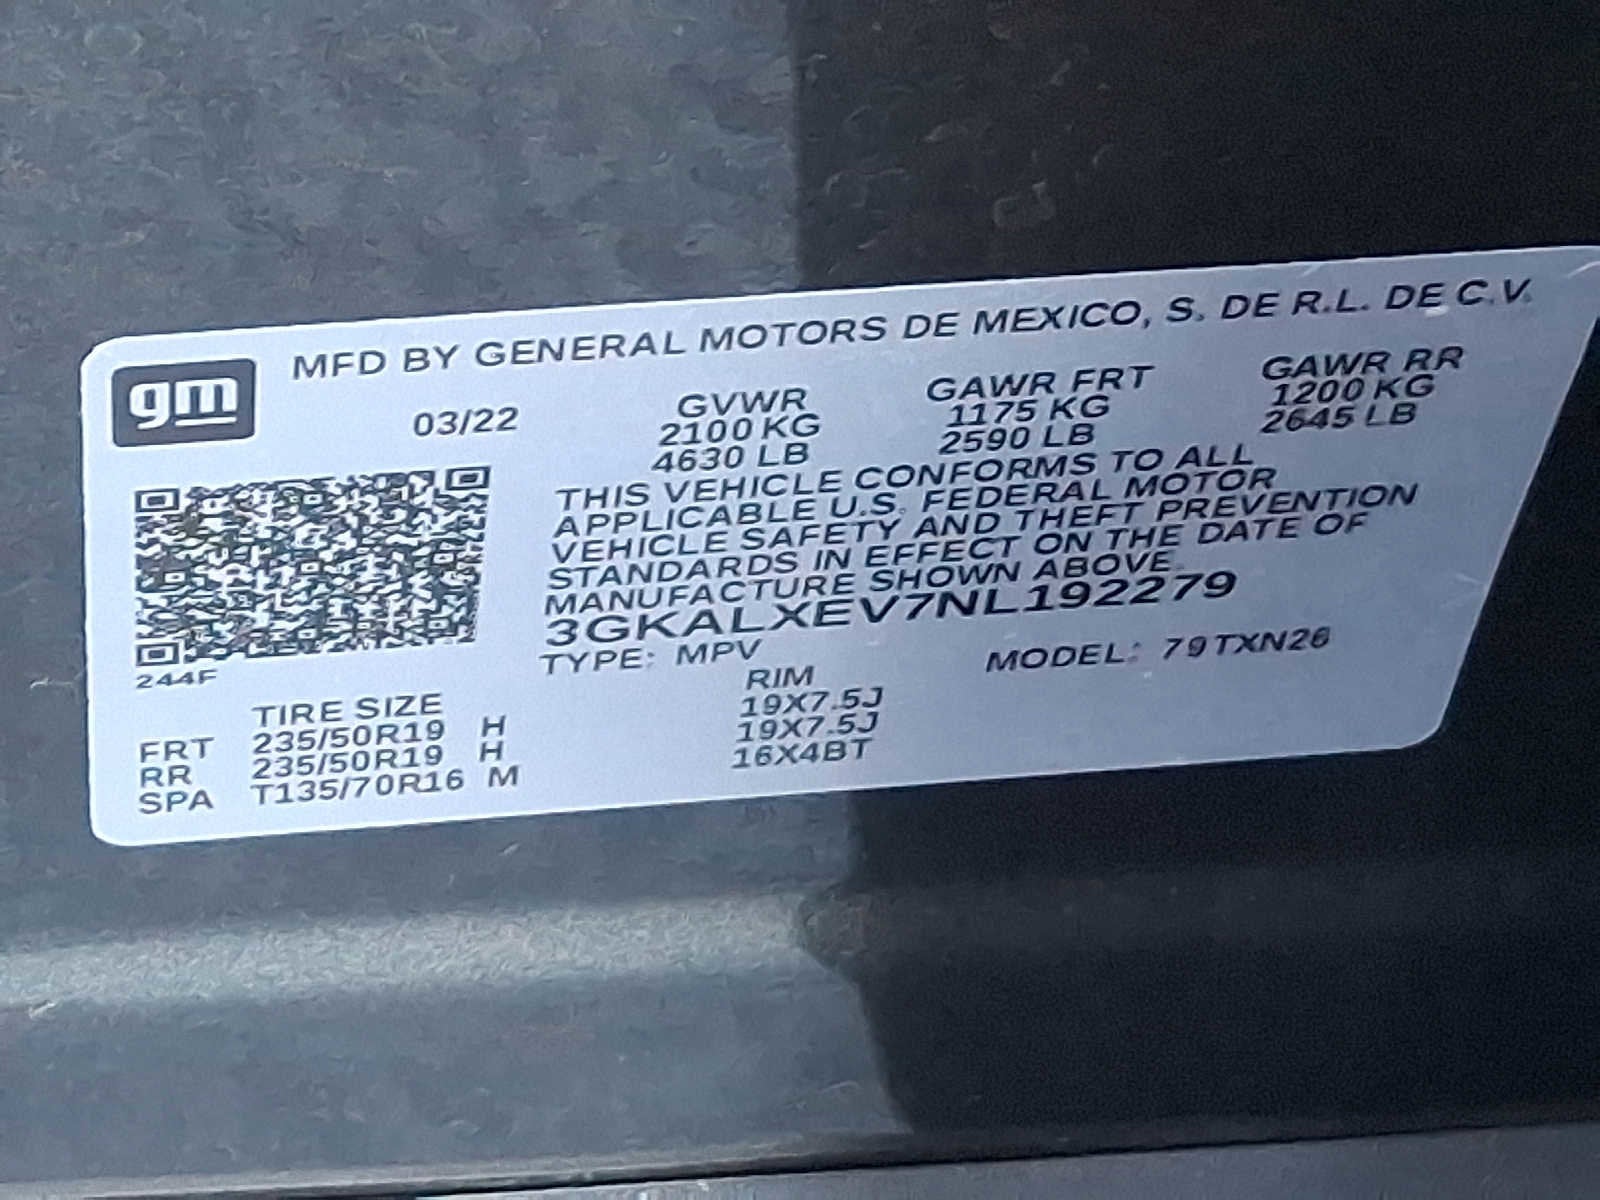 MFD BY GENERAL MOTORS DE MEXICO, S. DE R.L. DE C.V.
gm
03/22 GVWR GAWR FRT GAWR RR
2100 KG 1175 KG 1200 KG
4630 LB 2590 LB 2645 LB
THIS VEHICLE CONFORMS TO ALL
APPLICABLE U.S. FEDERAL MOTOR
VEHICLE SAFETY AND THEFT PREVENTION
STANDARDS IN EFFECT ON THE DATE OF
MANUFACTURE SHOWN ABOVE.
3GKALXEV7NL192279
TYPE: MPV MODEL: 79TXN26
244F
TIRE SIZE RIM
FRT 235/50R19 H 19X7.5J
RR 235/50R19 H 19X7.5J
SPA T135/70R16 M 16X4BT